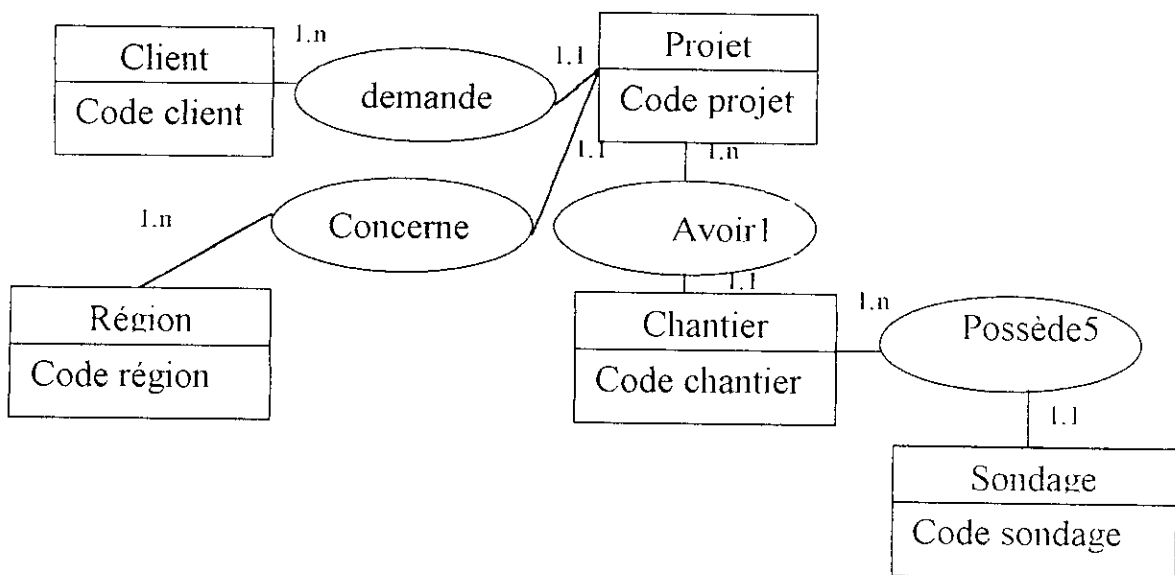 1.n
Client
Code client
demande
1.1
Projet
Code projet
1.1
1.n
1.n
Concerne
Avoir1
1.1
Région
Code région
Chantier
Code chantier
1.n
Possède5
1.1
Sondage
Code sondage